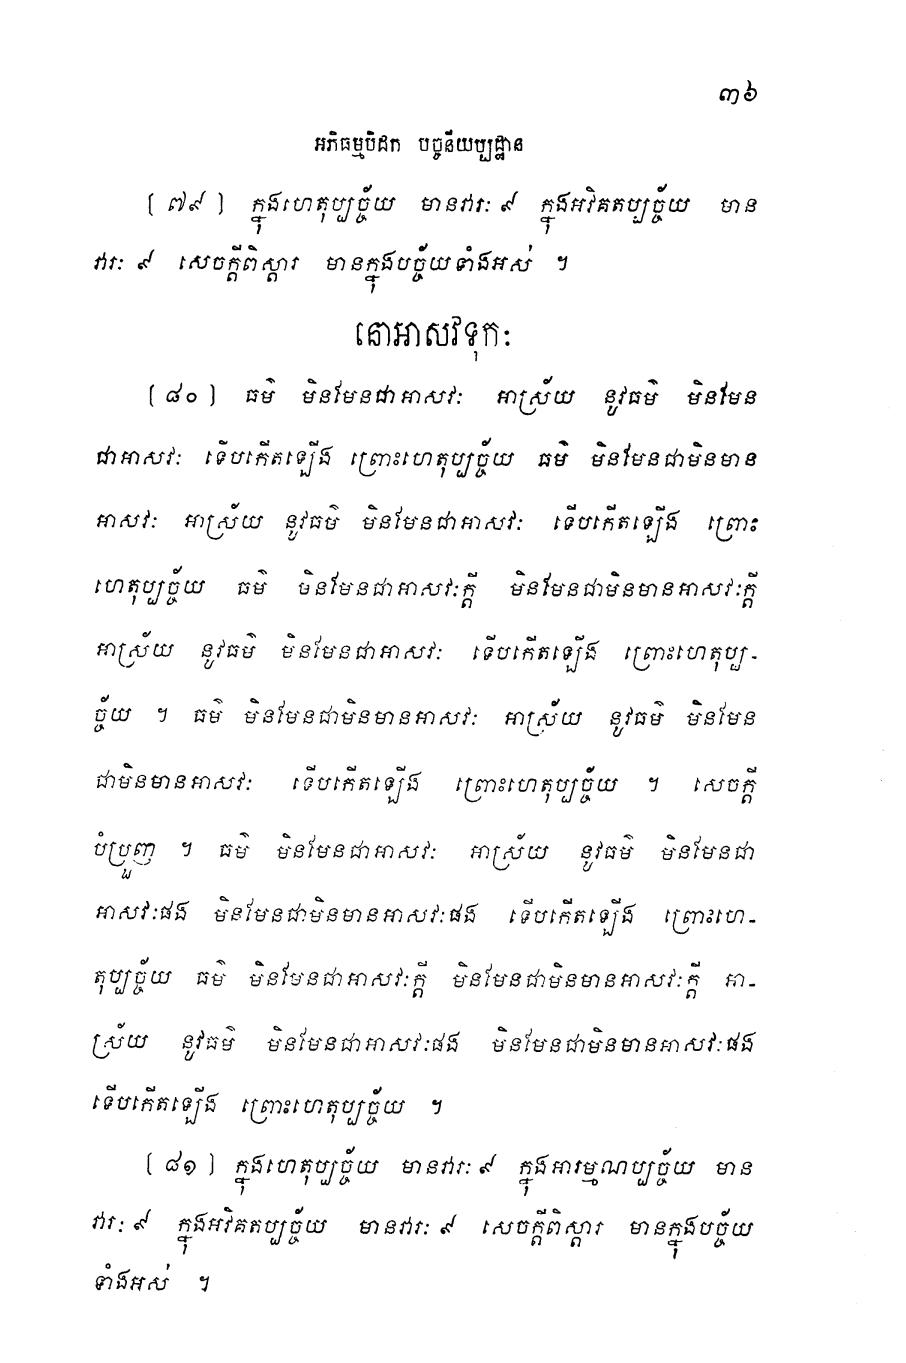 ៣៦
អភិធម្មបិដក បច្ចនីយប្បដ្ឋាន
[៧៩] ក្នុងហេតុប្បច្ច័យ មានវារៈ ៩ ក្នុងអវិគតប្បច្ច័យ មាន
វារៈ ៩ សេចក្តីពិស្តារ មានក្នុងបច្ច័យទាំងអស់ ។
នោអាសវទុកៈ
[៨០] ធម៌ មិនមែនជាអាសវៈ អាស្រ័យ នូវធម៌ មិនមែន
ជាអាសវៈ ទើបកើតឡើង ព្រោះហេតុប្បច្ច័យ ធម៌ មិនមែនជាមិនមាន
អាសវៈ អាស្រ័យ នូវធម៌ មិនមែនជាអាសវៈ ទើបកើតឡើង ព្រោះ
ហេតុប្បច្ច័យ ធម៌ មិនមែនជាអាសវៈក្តី មិនមែនជាមិនមានអាសវៈក្តី
អាស្រ័យ នូវធម៌ មិនមែនជាអាសវៈ ទើបកើតឡើង ព្រោះហេតុប្ប-
ច្ច័យ ។ ធម៌ មិនមែនជាមិនមានអាសវៈ អាស្រ័យ នូវធម៌ មិនមែន
ជាមិនមានអាសវៈ ទើបកើតឡើង ព្រោះហេតុប្បច្ច័យ ។ សេចក្តី
បំប្រួញ ។ ធម៌ មិនមែនជាអាសវៈ អាស្រ័យ នូវធម៌ មិនមែនជា
អាសវៈផង មិនមែនជាមិនមានអាសវៈផង ទើបកើតឡើង ព្រោះហេ-
តុប្បច្ច័យ ធម៌ មិនមែនជាអាសវៈក្តី មិនមែនជាមិនមានអាសវៈក្តី អា-
ស្រ័យ នូវធម៌ មិនមែនជាអាសវៈផង មិនមែនជាមិនមានអាសវៈផង
ទើបកើតឡើង ព្រោះហេតុប្បច្ច័យ ។
[៨១] ក្នុងហេតុប្បច្ច័យ មានវារៈ ៩ ក្នុងអារម្មណប្បច្ច័យ មាន
វារៈ ៩ ក្នុងអវិគតប្បច្ច័យ មានវារៈ ៩ សេចក្តីពិស្តារ មានក្នុងបច្ច័យ
ទាំងអស់ ។